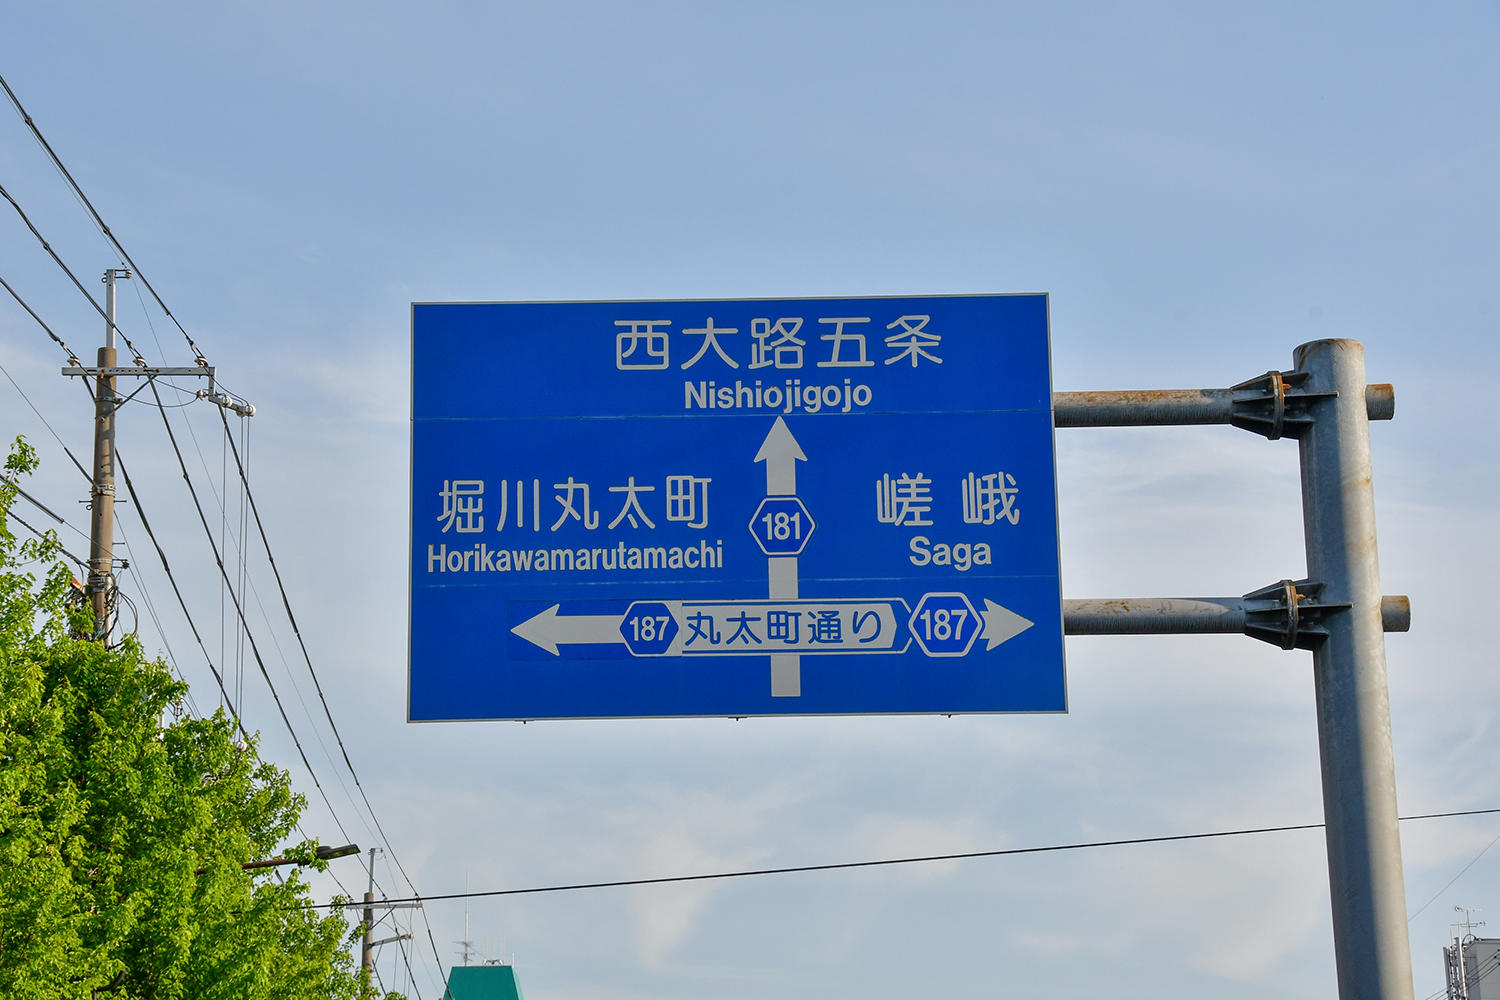 西大路五条
Nishiojigojo
堀川丸太町
Horikawamarutamachi
嵯峨
Saga
181
187 丸太町通り 187